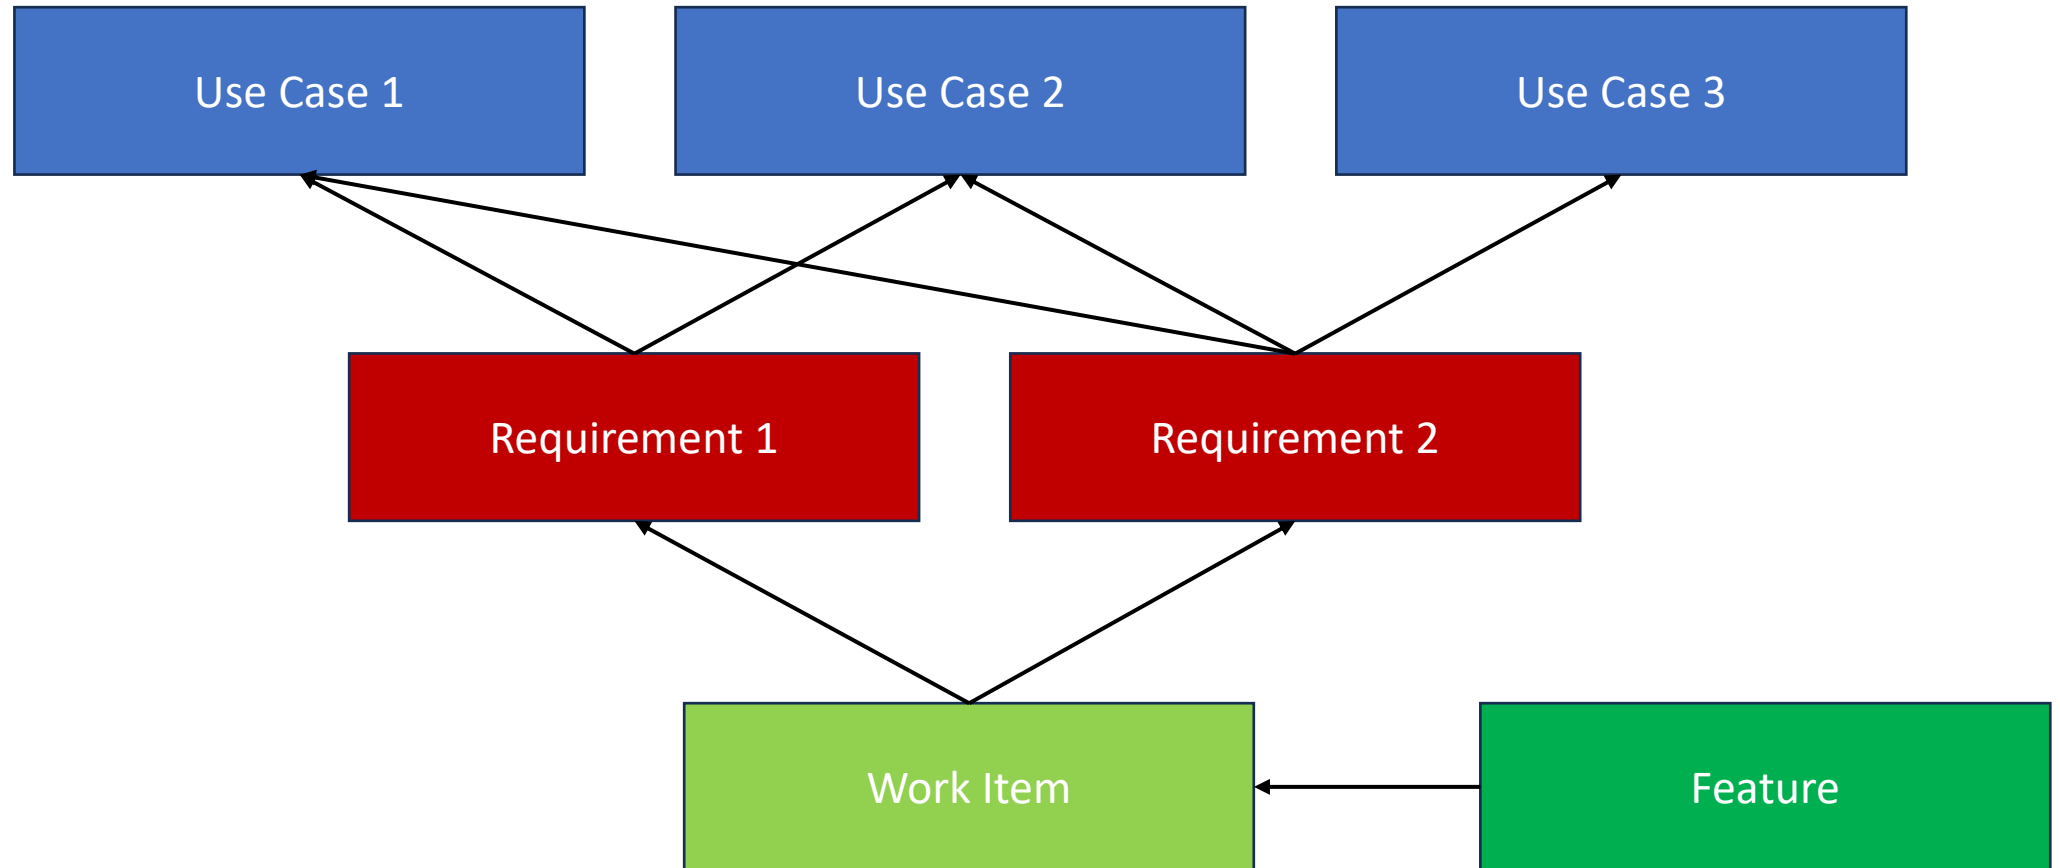 Use Case 1
Use Case 2
Use Case 3
Requirement 1
Requirement 2
Work Item
Feature